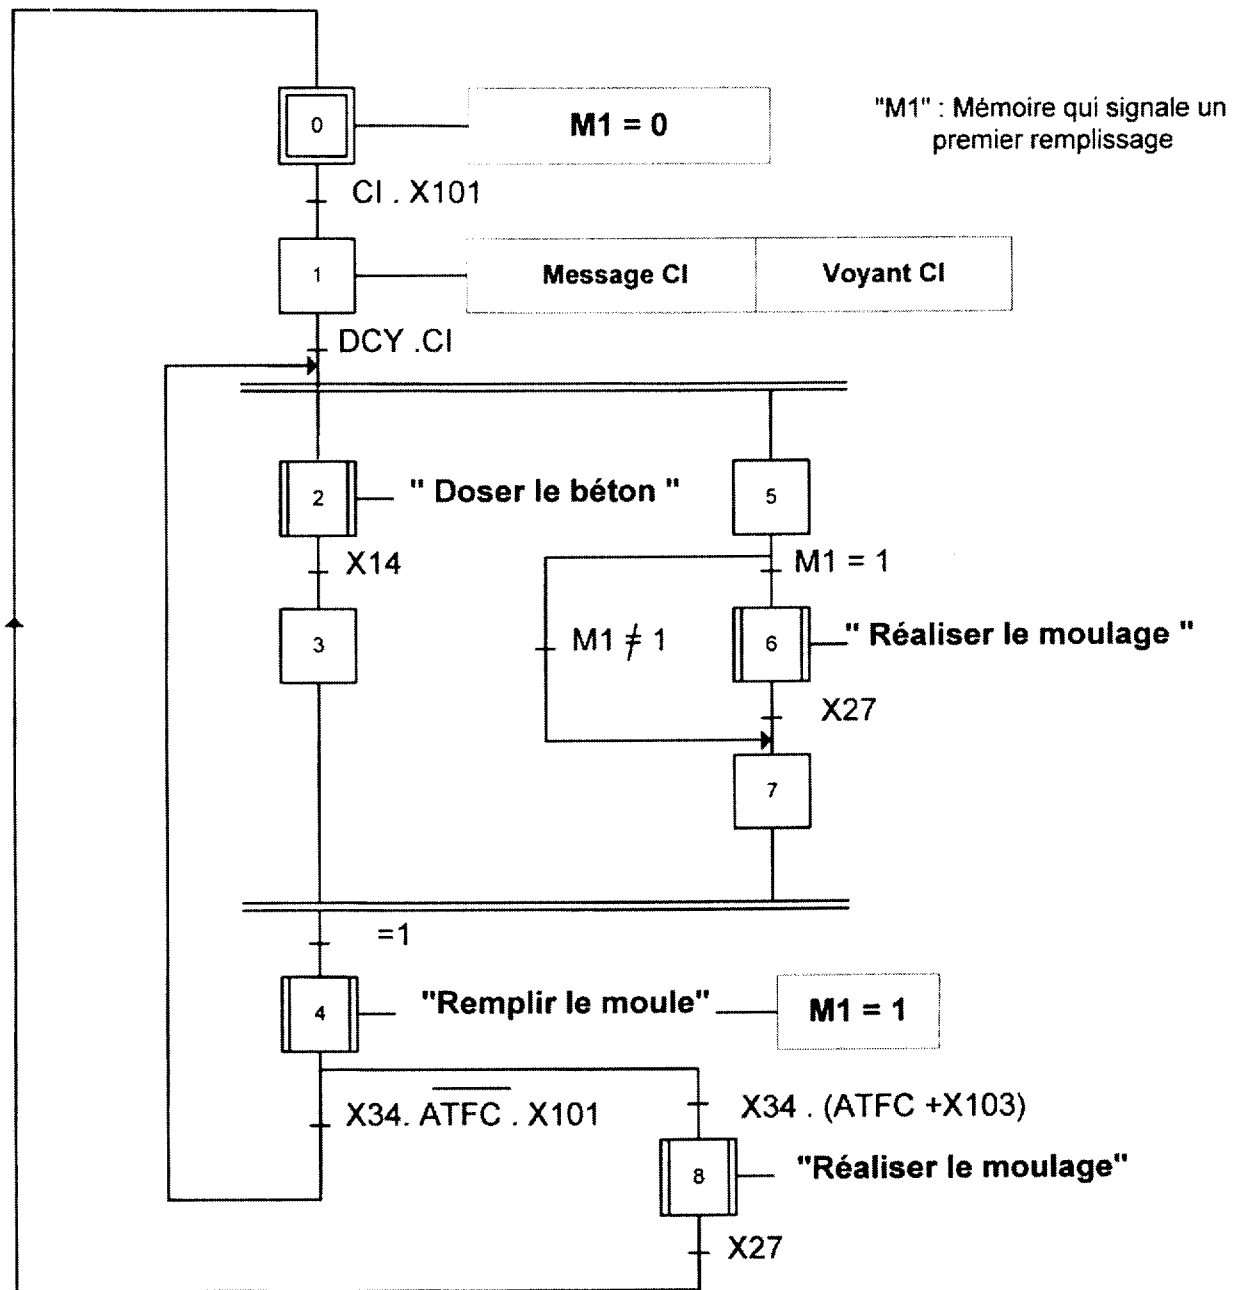 0
M1 = 0
"M1" : Mémoire qui signale un
premier remplissage
CI . X101
1
Message CI
Voyant CI
DCY .CI
2
" Doser le béton "
5
X14
M1 = 1
3
M1 ≠ 1
6
" Réaliser le moulage "
X27
7
=1
4
"Remplir le moule"
M1 = 1
X34. A̅T̅F̅C̅ . X101
X34 . (ATFC +X103)
8
"Réaliser le moulage"
X27